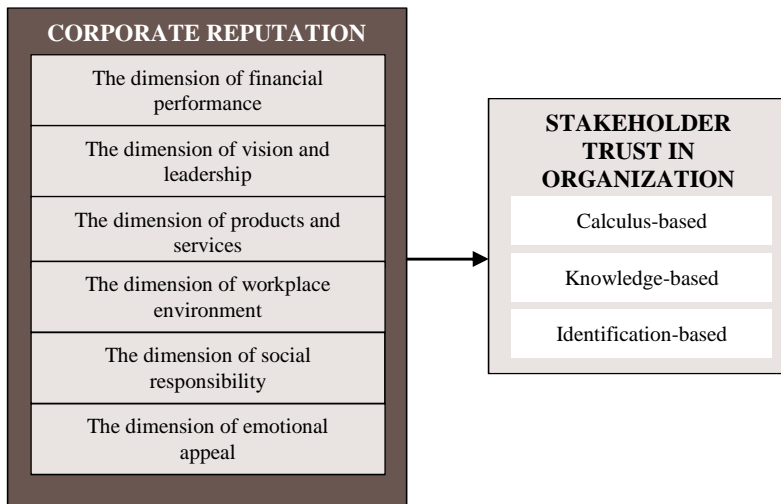 CORPORATE REPUTATION
The dimension of financial
performance
The dimension of vision and
leadership
The dimension of products and
services
The dimension of workplace
environment
The dimension of social
responsibility
The dimension of emotional
appeal
STAKEHOLDER
TRUST IN
ORGANIZATION
Calculus-based
Knowledge-based
Identification-based